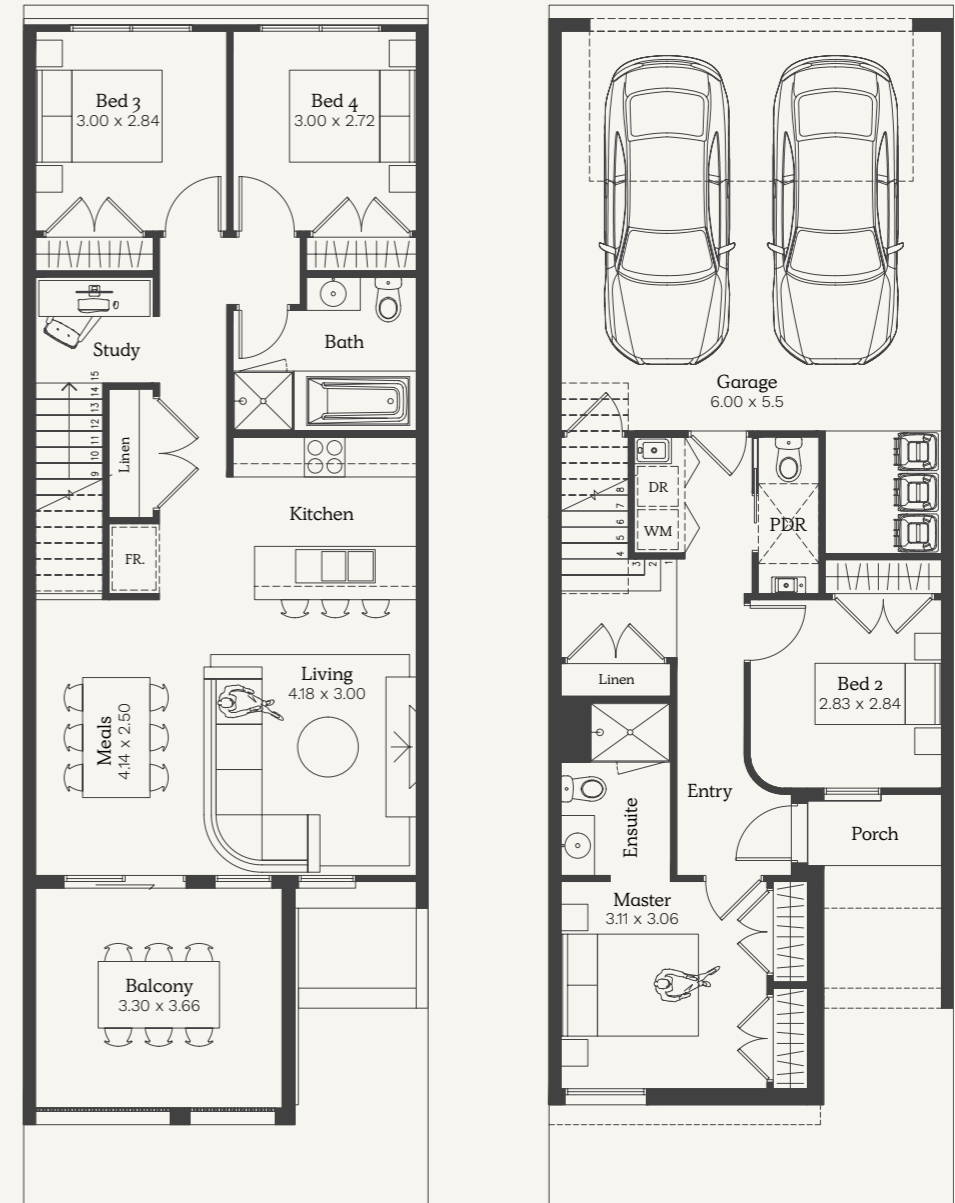 Bed 3
3.00 x 2.84
Bed 4
3.00 x 2.72
Study
Bath
15
14
13
12
11
10
9
Linen
FR.
Kitchen
Living
4.18 x 3.00
Meals
4.14 x 2.50
Balcony
3.30 x 3.66
Garage
6.00 x 5.5
DR
WM
PDR
8
7
6
5
4
3
2
1
Linen
Bed 2
2.83 x 2.84
Entry
Ensuite
Porch
Master
3.11 x 3.06